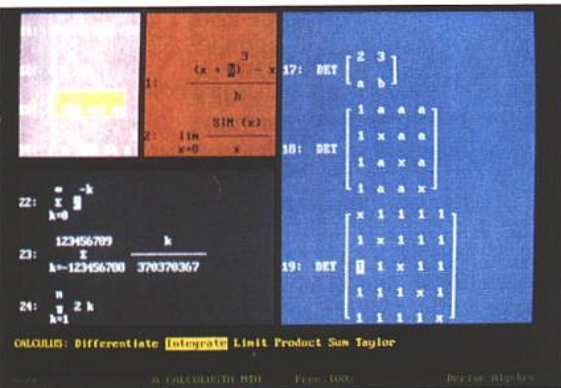 1:
(x + h)³ - x
h
2: lim SIN (x)
x→0 x
17: DET [2 3
a b]
18: DET [1 a a a
1 x a a
1 a x a
1 a a x]
19: DET [x 1 1 1 1
1 x 1 1 1
1 1 x 1 1
1 1 1 x 1
1 1 1 1 x]
22: ∞ -k
Σ 9
k=0
23: 123456789 k
Σ
k=-123456788 370370367
24: n
2 k
k=1
CALCULUS: Differentiate Integrate Limit Product Sum Taylor
A:CALCULUSTH.MTH Free:100% Derive Algebra